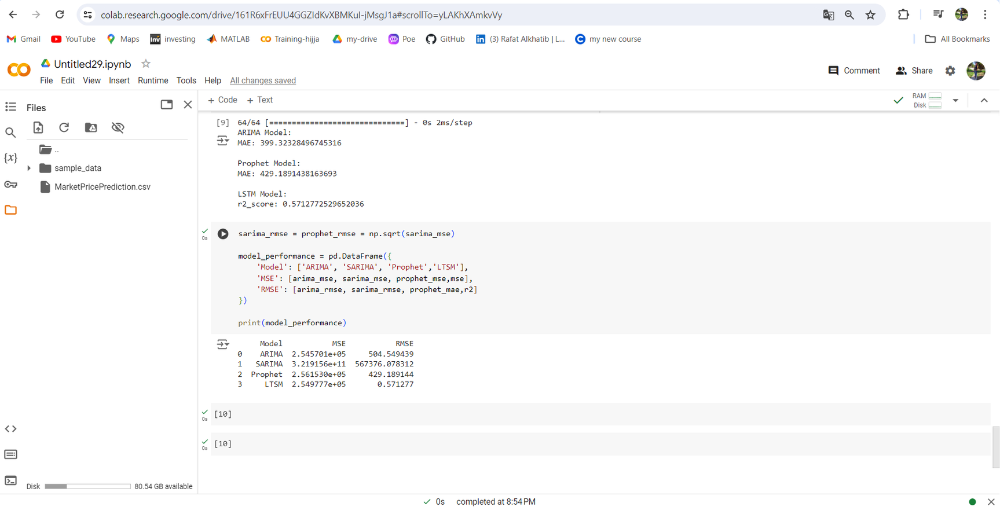 colab.research.google.com/drive/161R6xFrEUU4GGZIdKvXBMKuI-jMsgJ1a#scrollTo=yLAKhXAmkvVy
Gmail YouTube Maps investing MATLAB Training-hijja my-drive Poe GitHub (3) Rafat Alkhatib | L... my new course All Bookmarks
Untitled29.ipynb
Comment Share
File Edit View Insert Runtime Tools Help All changes saved
Files
+ Code + Text
RAM
Disk
..
sample_data
MarketPricePrediction.csv
Disk 80.54 GB available
[9] 64/64 [==============================] - 0s 2ms/step
ARIMA Model:
MAE: 399.32328496745316
Prophet Model:
MAE: 429.1891438163693
LSTM Model:
r2_score: 0.5712772529652036
0s
sarima_rmse = prophet_rmse = np.sqrt(sarima_mse)
model_performance = pd.DataFrame({
'Model': ['ARIMA', 'SARIMA', 'Prophet','LTSM'],
'MSE': [arima_mse, sarima_mse, prophet_mse,mse],
'RMSE': [arima_rmse, sarima_rmse, prophet_mae,r2]
})
print(model_performance)
Model MSE RMSE
0 ARIMA 2.545701e+05 504.549439
1 SARIMA 3.219156e+11 567376.078312
2 Prophet 2.561530e+05 429.189144
3 LTSM 2.549777e+05 0.571277
0s [10]
0s [10]
0s completed at 8:54 PM